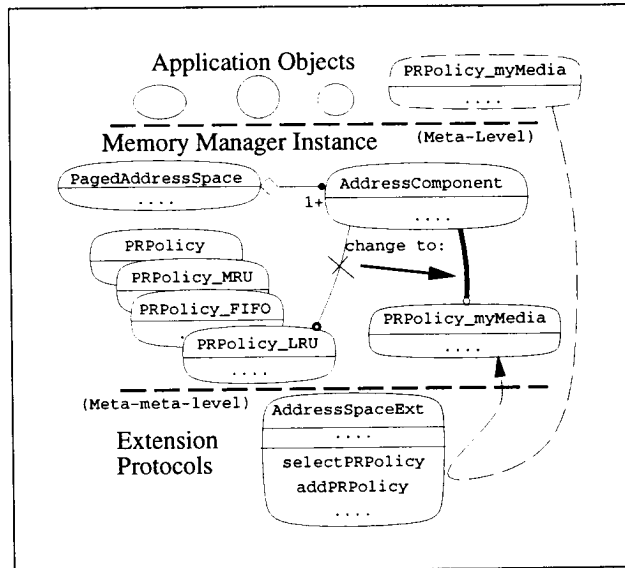 Application Objects
PRPolicy_myMedia
....
Memory Manager Instance
(Meta-Level)
PagedAddressSpace
....
1+
AddressComponent
....
change to:
PRPolicy
PRPolicy_MRU
PRPolicy_FIFO
PRPolicy_LRU
....
PRPolicy_myMedia
....
(Meta-meta-level)
AddressSpaceExt
....
Extension
Protocols
selectPRPolicy
addPRPolicy
....